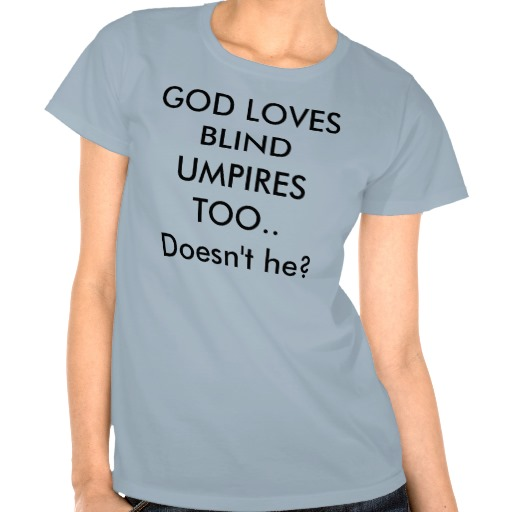 GOD LOVES
BLIND
UMPIRES
TOO..
Doesn't he?